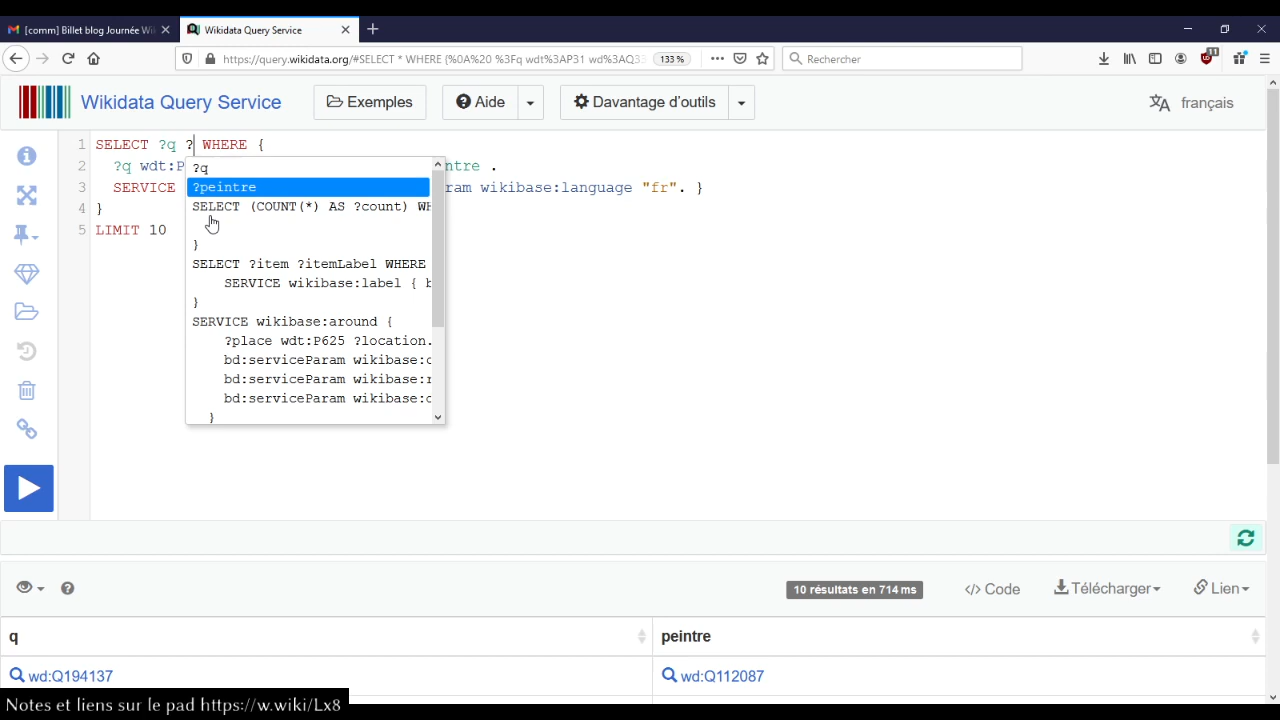 [comm] Billet blog Journée Wi
Wikidata Query Service
https://query.wikidata.org/#SELECT * WHERE {%0A%20 %3Fq wdt%3AP31 wd%3AQ33
133 %
Rechercher
Wikidata Query Service
Exemples
Aide
Davantage d'outils
français
1 SELECT ?q ? WHERE {
2 ?q wdt:P ntre .
3 SERVICE ram wikibase:language "fr". }
4 }
5 LIMIT 10
?q
?peintre
SELECT (COUNT(*) AS ?count) WH
}
SELECT ?item ?itemLabel WHERE
SERVICE wikibase:label { b
}
SERVICE wikibase:around {
?place wdt:P625 ?location.
bd:serviceParam wikibase:c
bd:serviceParam wikibase:r
bd:serviceParam wikibase:c
}
10 résultats en 714 ms
</> Code
Télécharger
Lien
q
peintre
wd:Q194137
wd:Q112087
Notes et liens sur le pad https://w.wiki/Lx8